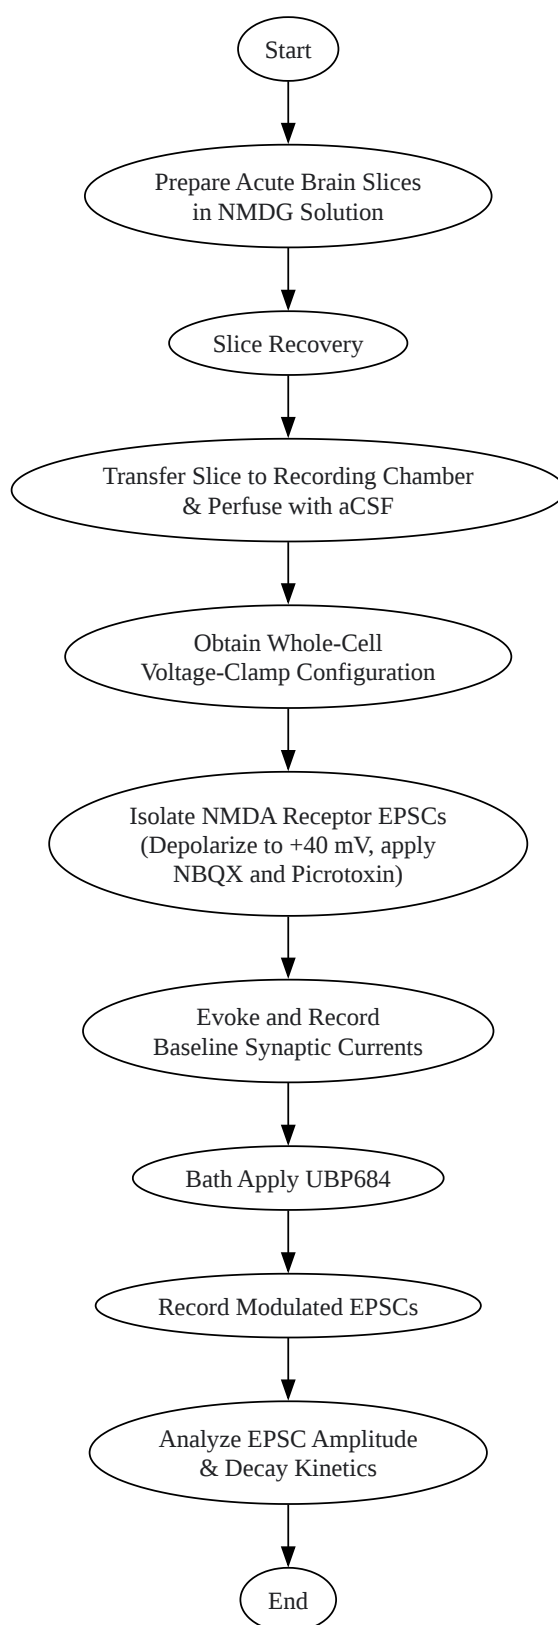 Start
Prepare Acute Brain Slices
in NMDG Solution
Slice Recovery
Transfer Slice to Recording Chamber
& Perfuse with aCSF
Obtain Whole-Cell
Voltage-Clamp Configuration
Isolate NMDA Receptor EPSCs
(Depolarize to +40 mV, apply
NBQX and Picrotoxin)
Evoke and Record
Baseline Synaptic Currents
Bath Apply UBP684
Record Modulated EPSCs
Analyze EPSC Amplitude
& Decay Kinetics
End